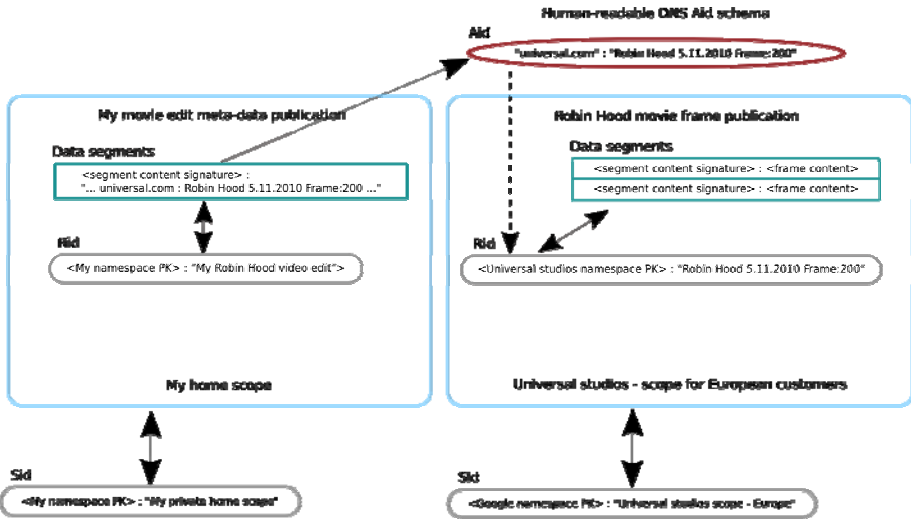 Human-readable DNS Aid schema
Aid
"universal.com" : "Robin Hood 5.11.2010 Frame:200"
My movie edit meta-data publication
Data segments
<segment content signature> :
"... universal.com : Robin Hood 5.11.2010 Frame:200 ..."
Rid
<My namespace PK> : "My Robin Hood video edit">
My home scope
Robin Hood movie frame publication
Data segments
<segment content signature> : <frame content>
<segment content signature> : <frame content>
Rid
<Universal studios namespace PK> : "Robin Hood 5.11.2010 Frame:200"
Universal studios - scope for European customers
Sid
<My namespace PK> : "My private home scope"
Sid
<Google namespace PK> : "Universal studios scope - Europe"